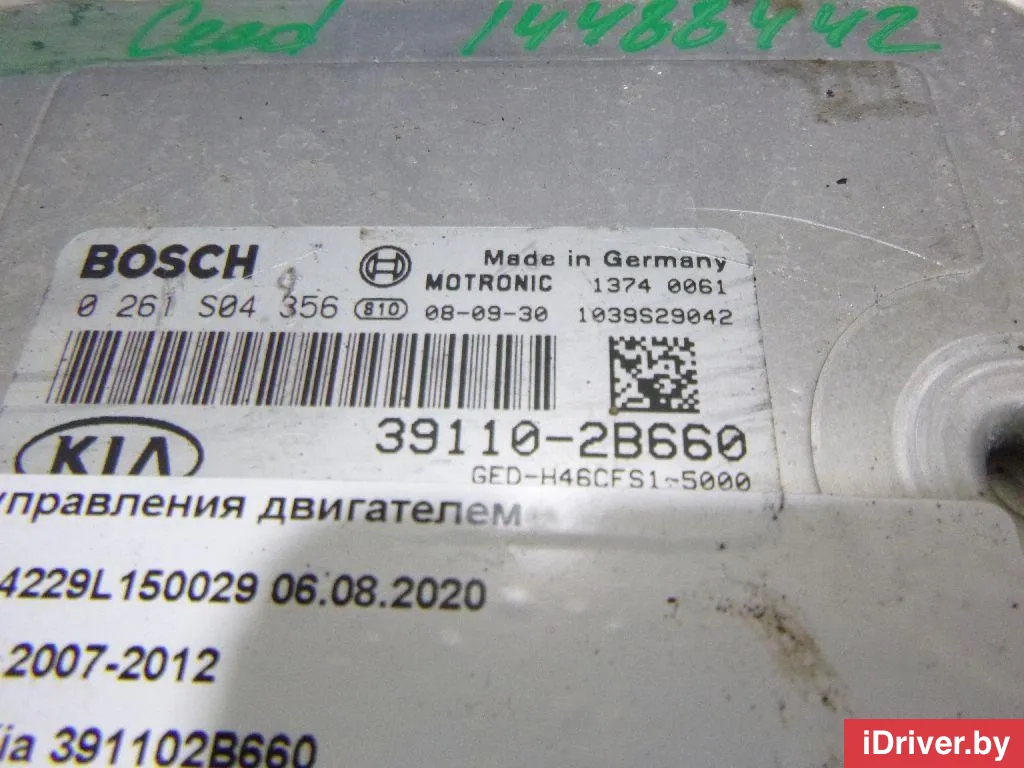 Ceed 14488442
BOSCH
Made in Germany
MOTRONIC 1374 0061
0 261 S04 356 810 08-09-30 1039S29042
9
KIA
39110-2B660
GED-H46CFS1-5000
управления двигателем
4229L150029 06.08.2020
2007-2012
ia 391102B660
iDriver.by